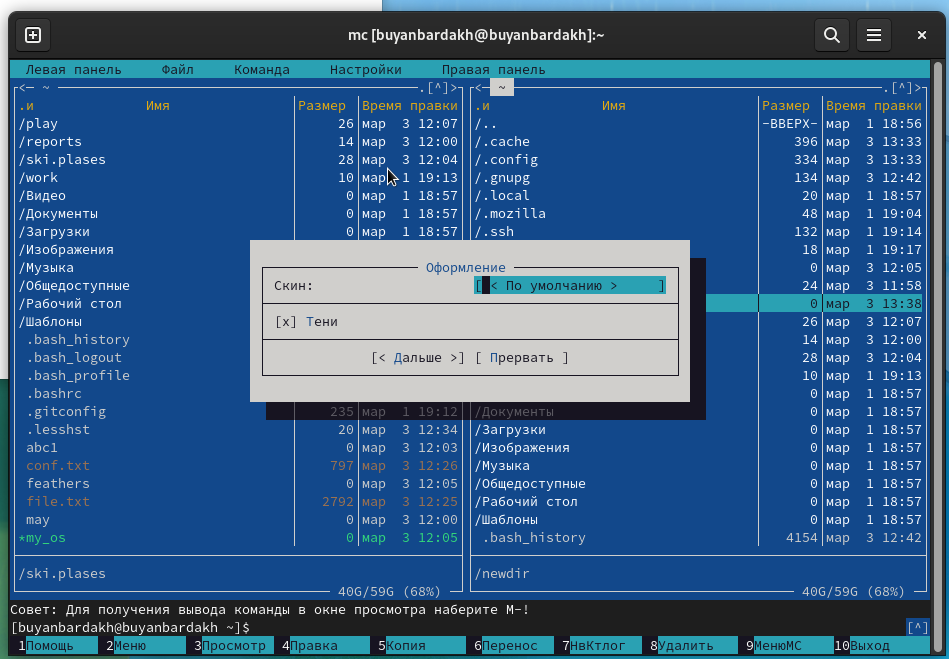 mc [buyanbardakh@buyanbardakh]:~
Левая панель Файл Команда Настройки Правая панель
<- ~ .[^]> <- ~ .[^]>
.и Имя Размер Время правки .и Имя Размер Время правки
/play 26 мар 3 12:07 /.. -ВВЕРХ- мар 1 18:56
/reports 14 мар 3 12:00 /.cache 396 мар 3 13:33
/ski.plases 28 мар 3 12:04 /.config 334 мар 3 13:33
/work 10 мар 1 19:13 /.gnupg 134 мар 3 12:42
/Видео 0 мар 1 18:57 /.local 20 мар 1 18:57
/Документы 0 мар 1 18:57 /.mozilla 48 мар 1 19:04
/Загрузки 0 мар 1 18:57 /.ssh 132 мар 1 19:14
/Изображения 18 мар 1 19:17
/Музыка Оформление 0 мар 3 12:05
/Общедоступные Скин: [ < По умолчанию > ] 24 мар 3 11:58
/Рабочий стол 0 мар 3 13:38
/Шаблоны [x] Тени 26 мар 3 12:07
.bash_history 14 мар 3 12:00
.bash_logout [< Дальше >] [ Прервать ] 28 мар 3 12:04
.bash_profile 10 мар 1 19:13
.bashrc 0 мар 1 18:57
.gitconfig 235 мар 1 19:12 /Документы 0 мар 1 18:57
.lesshst 20 мар 3 12:34 /Загрузки 0 мар 1 18:57
abc1 0 мар 3 12:03 /Изображения 0 мар 1 18:57
conf.txt 797 мар 3 12:26 /Музыка 0 мар 1 18:57
feathers 0 мар 3 12:05 /Общедоступные 0 мар 1 18:57
file.txt 2792 мар 3 12:25 /Рабочий стол 0 мар 1 18:57
may 0 мар 3 12:00 /Шаблоны 0 мар 1 18:57
*my_os 0 мар 3 12:05 .bash_history 4154 мар 3 12:42
/ski.plases /newdir
40G/59G (68%) 40G/59G (68%)
Совет: Для получения вывода команды в окне просмотра наберите M-!
[buyanbardakh@buyanbardakh ~]$ [^]
1Помощь 2Меню 3Просмотр 4Правка 5Копия 6Перенос 7НвКтлог 8Удалить 9МенюMC 10Выход